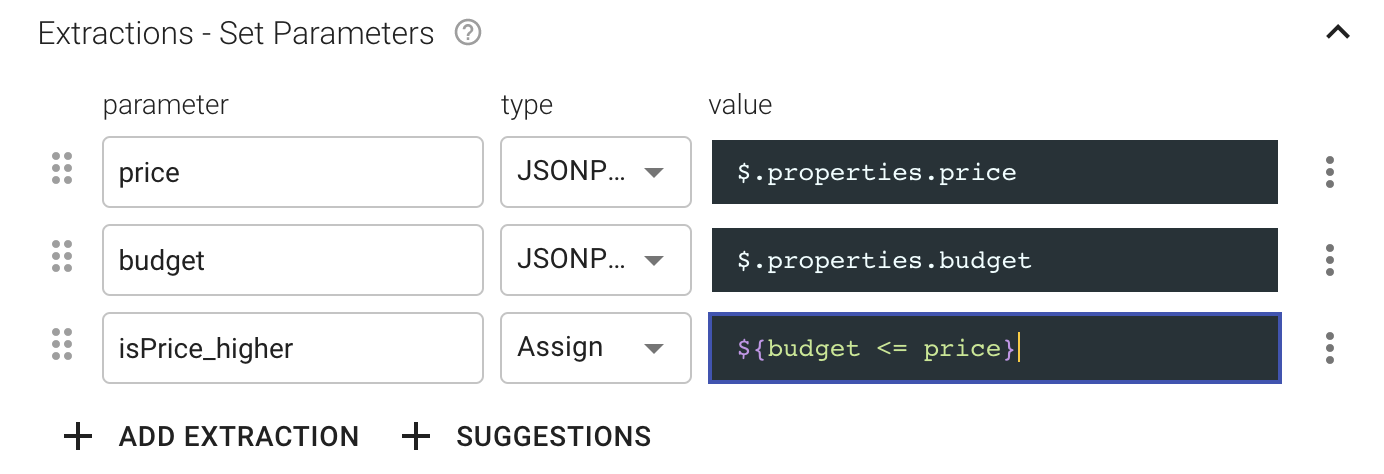 Extractions - Set Parameters ?
parameter type value
price JSONP... $.properties.price
budget JSONP... $.properties.budget
isPrice_higher Assign ${budget <= price}
+ ADD EXTRACTION + SUGGESTIONS